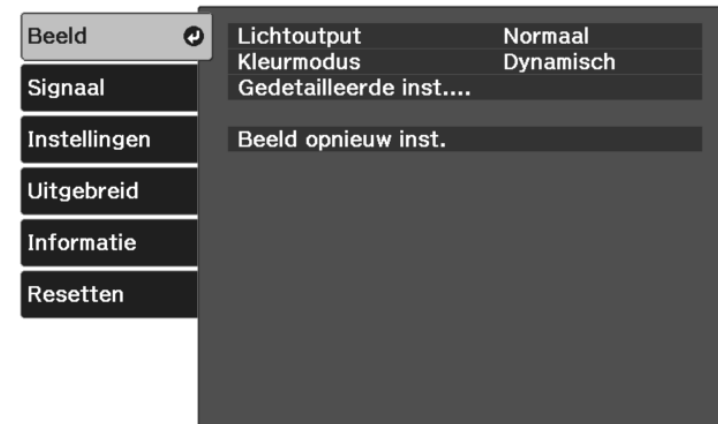 Beeld
Signaal
Instellingen
Uitgebreid
Informatie
Resetten
Lichtoutput Normaal
Kleurmodus Dynamisch
Gedetailleerde inst....
Beeld opnieuw inst.